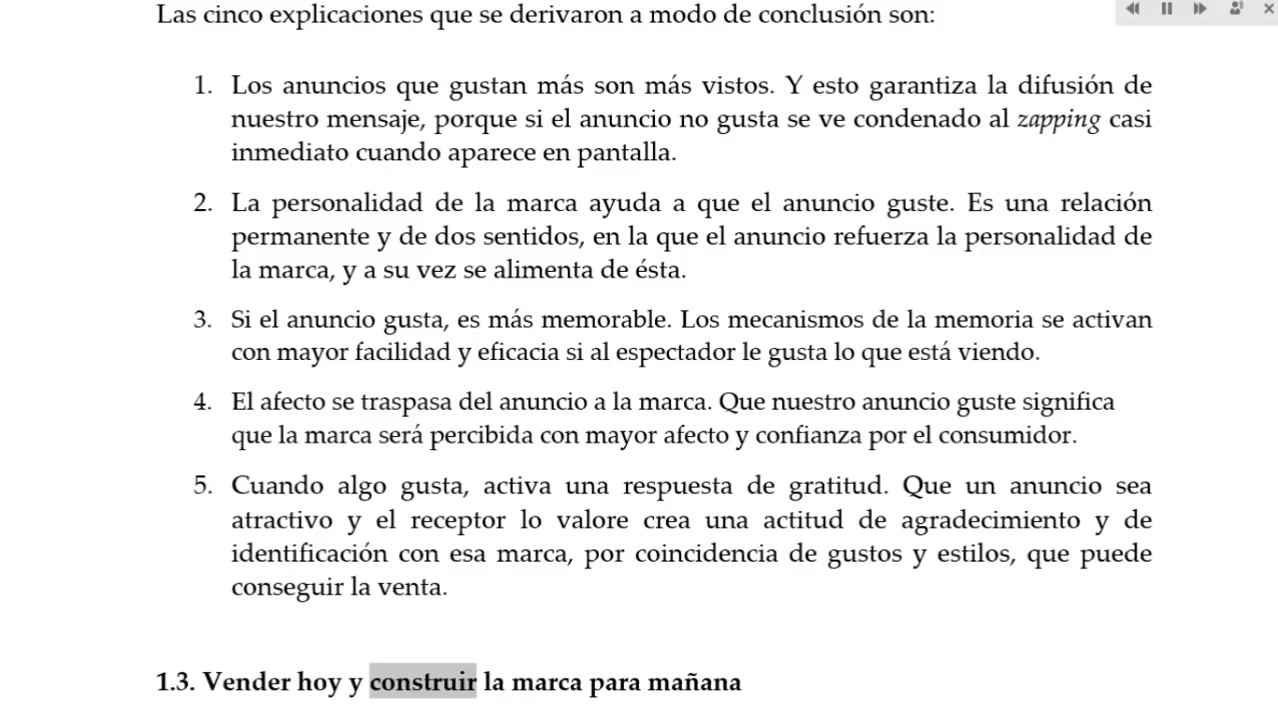 Las cinco explicaciones que se derivaron a modo de conclusión son:
1. Los anuncios que gustan más son más vistos. Y esto garantiza la difusión de
nuestro mensaje, porque si el anuncio no gusta se ve condenado al zapping casi
inmediato cuando aparece en pantalla.
2. La personalidad de la marca ayuda a que el anuncio guste. Es una relación
permanente y de dos sentidos, en la que el anuncio refuerza la personalidad de
la marca, y a su vez se alimenta de ésta.
3. Si el anuncio gusta, es más memorable. Los mecanismos de la memoria se activan
con mayor facilidad y eficacia si al espectador le gusta lo que está viendo.
4. El afecto se traspasa del anuncio a la marca. Que nuestro anuncio guste significa
que la marca será percibida con mayor afecto y confianza por el consumidor.
5. Cuando algo gusta, activa una respuesta de gratitud. Que un anuncio sea
atractivo y el receptor lo valore crea una actitud de agradecimiento y de
identificación con esa marca, por coincidencia de gustos y estilos, que puede
conseguir la venta.
1.3. Vender hoy y construir la marca para mañana